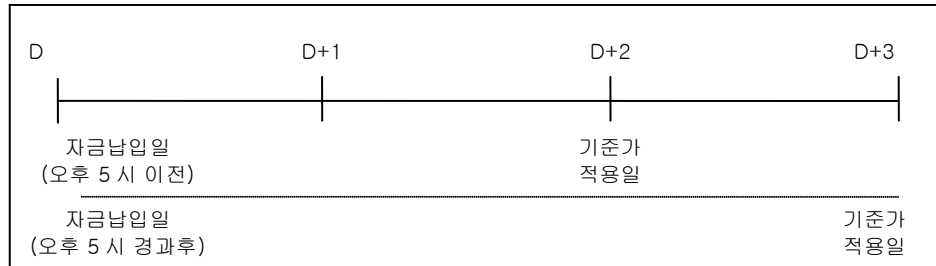 D D+1 D+2 D+3
자금납입일 기준가
(오후 5 시 이전) 적용일
자금납입일 기준가
(오후 5 시 경과후) 적용일